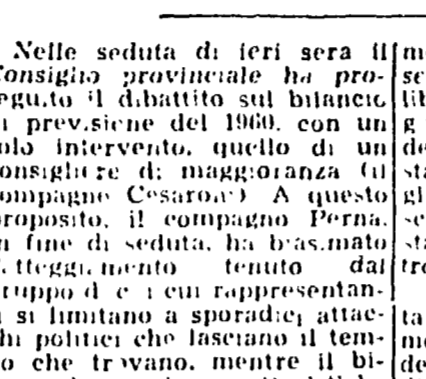 Nelle seduta di ieri sera il
Consiglio provinciale ha pro-
seguito il dibattito sul bilancio
di previsiene del 1960, con un
solo intervento, quello di un
consigliere di maggioranza (il
compagno Cesaroni) A questo
proposito, il compagno Perna,
in fine di seduta, ha biasimato
l'atteggiamento tenuto dal
gruppo d c i cui rappresentan-
ti si limitano a sporadici attac-
chi politici che lasciano il tem-
po che trovano, mentre il bi-